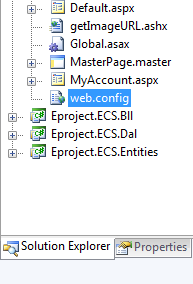 Default.aspx
getImageURL.ashx
Global.asax
MasterPage.master
MyAccount.aspx
web.config
Eproject.ECS.Bll
Eproject.ECS.Dal
Eproject.ECS.Entities
Solution Explorer
Properties